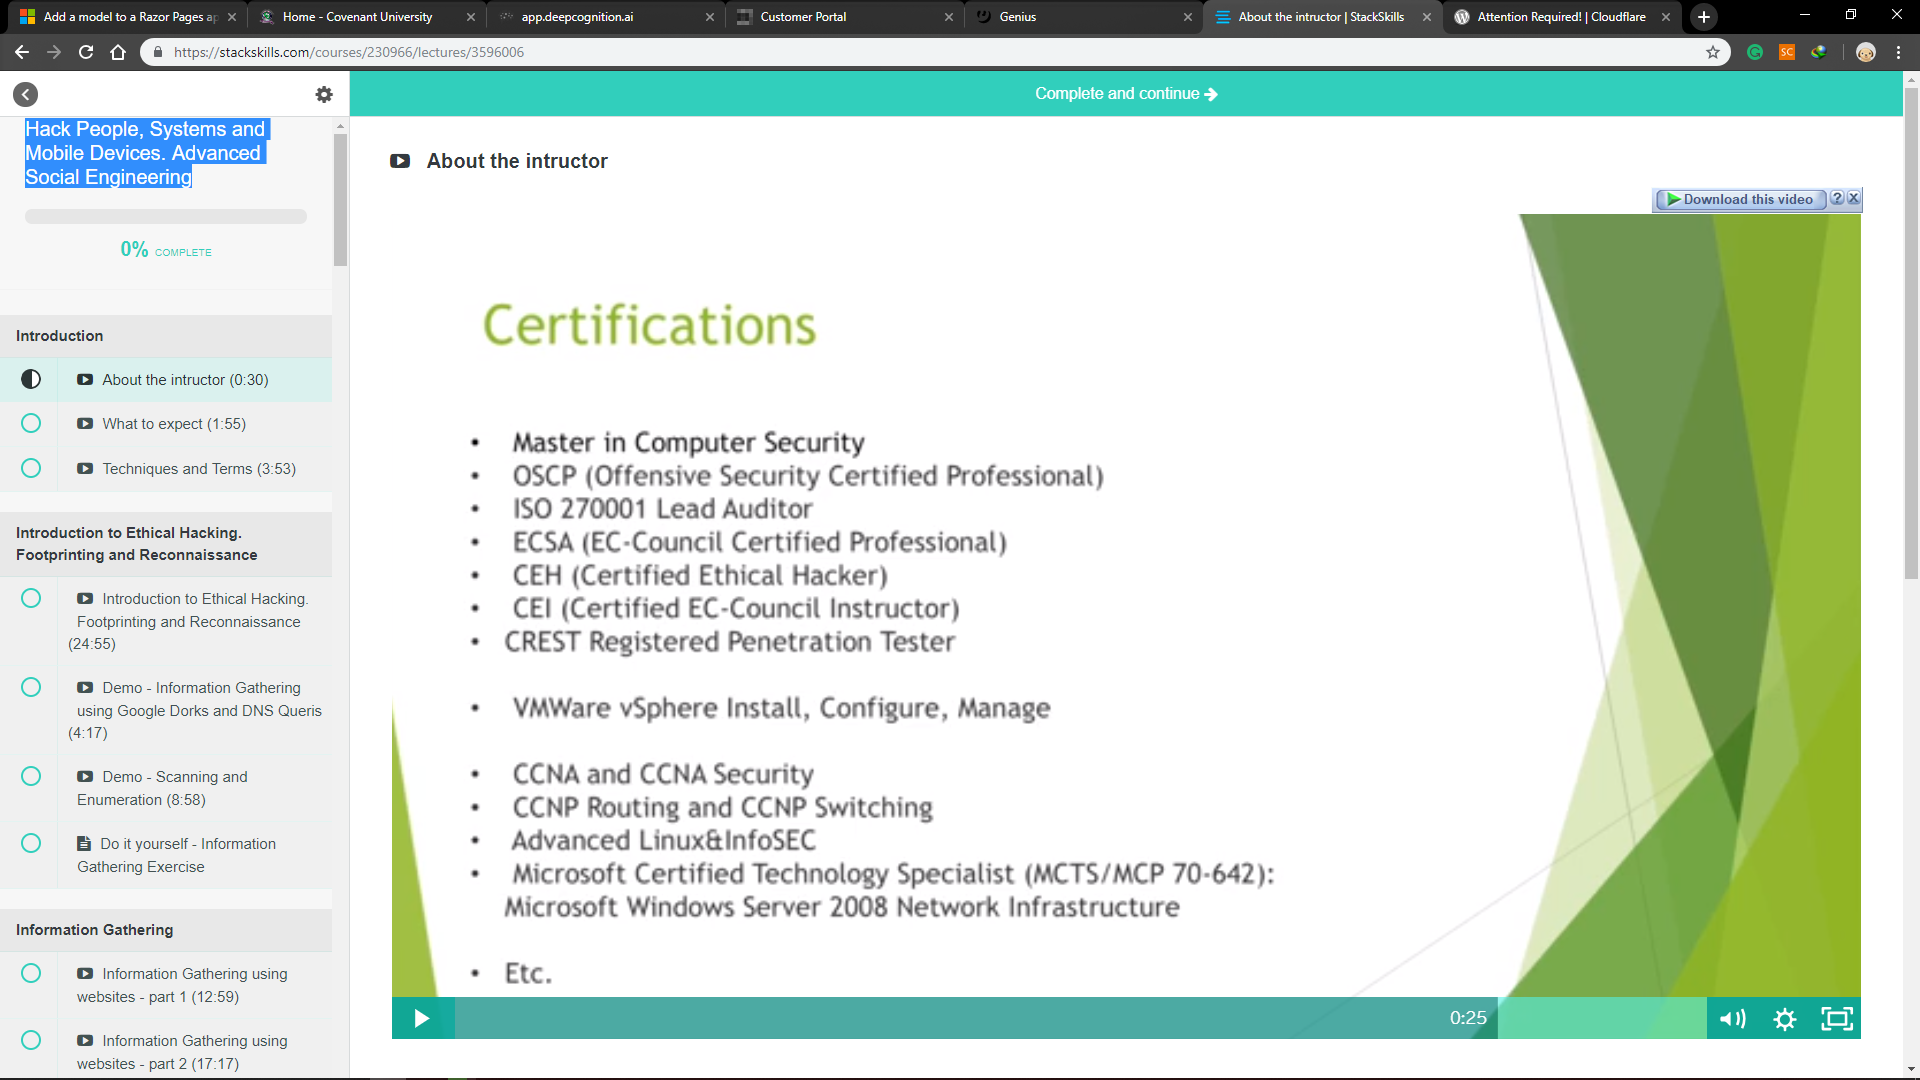 Add a model to a Razor Pages ap
Home - Covenant University
app.deepcognition.ai
Customer Portal
Genius
About the intructor | StackSkills
Attention Required! | Cloudflare
https://stackskills.com/courses/230966/lectures/3596006
SC
Complete and continue
Hack People, Systems and
Mobile Devices. Advanced
Social Engineering
0% COMPLETE
Introduction
About the intructor (0:30)
What to expect (1:55)
Techniques and Terms (3:53)
Introduction to Ethical Hacking.
Footprinting and Reconnaissance
Introduction to Ethical Hacking.
Footprinting and Reconnaissance
(24:55)
Demo - Information Gathering
using Google Dorks and DNS Queris
(4:17)
Demo - Scanning and
Enumeration (8:58)
Do it yourself - Information
Gathering Exercise
Information Gathering
Information Gathering using
websites - part 1 (12:59)
Information Gathering using
websites - part 2 (17:17)
About the intructor
Download this video
?
Certifications
• Master in Computer Security
• OSCP (Offensive Security Certified Professional)
• ISO 270001 Lead Auditor
• ECSA (EC-Council Certified Professional)
• CEH (Certified Ethical Hacker)
• CEI (Certified EC-Council Instructor)
• CREST Registered Penetration Tester
• VMWare vSphere Install, Configure, Manage
• CCNA and CCNA Security
• CCNP Routing and CCNP Switching
• Advanced Linux&InfoSEC
• Microsoft Certified Technology Specialist (MCTS/MCP 70-642):
Microsoft Windows Server 2008 Network Infrastructure
• Etc.
0:25